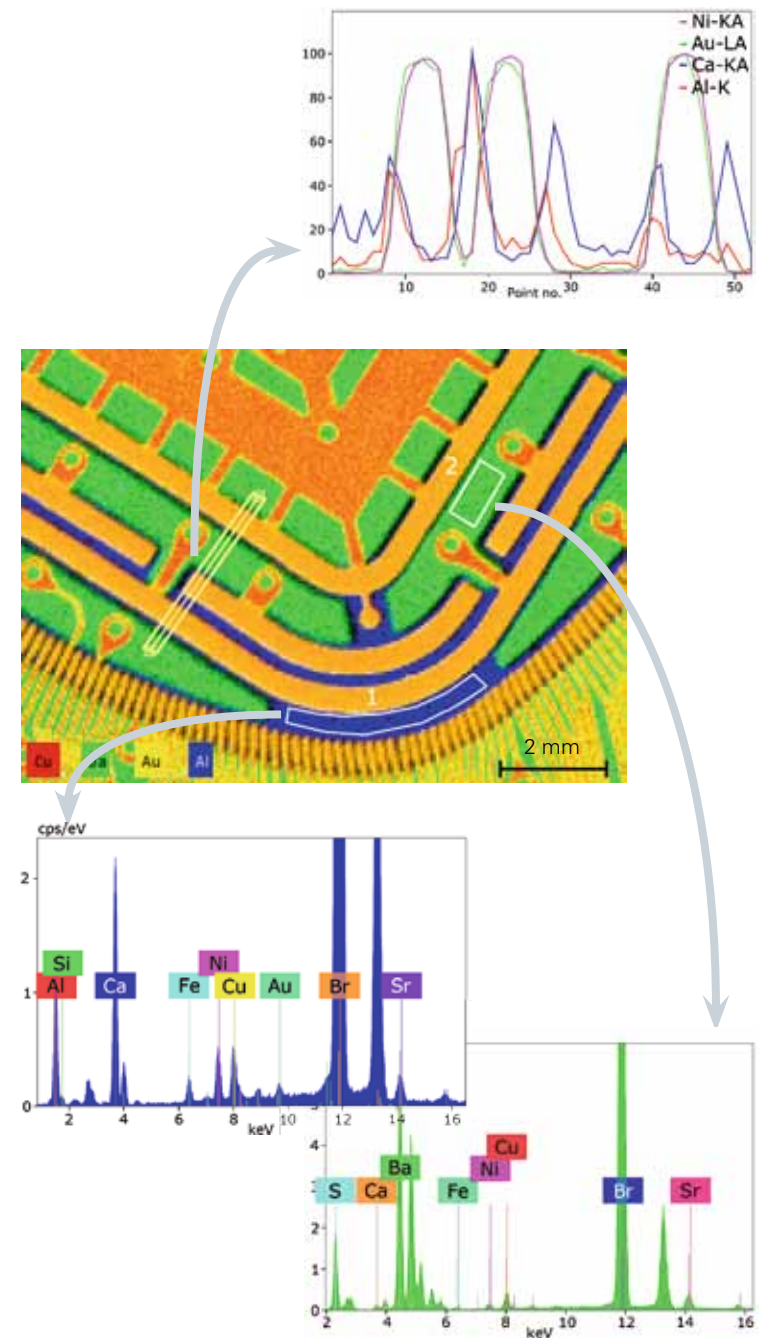 - Ni-KA
- Au-LA
- Ca-KA
- Al-K
100
80
60
40
20
0
10 20 30 40 50
Point no.
2
1
Cu Au Al
2 mm
cps/eV
2
1
0
Si
Al Ca Fe Ni Cu Au Br Sr
2 4 6 8 10 12 14 16
keV
4
2
1
0
Cu
Ni
Ba
S Ca Fe Br Sr
2 4 6 8 10 12 14 16
keV